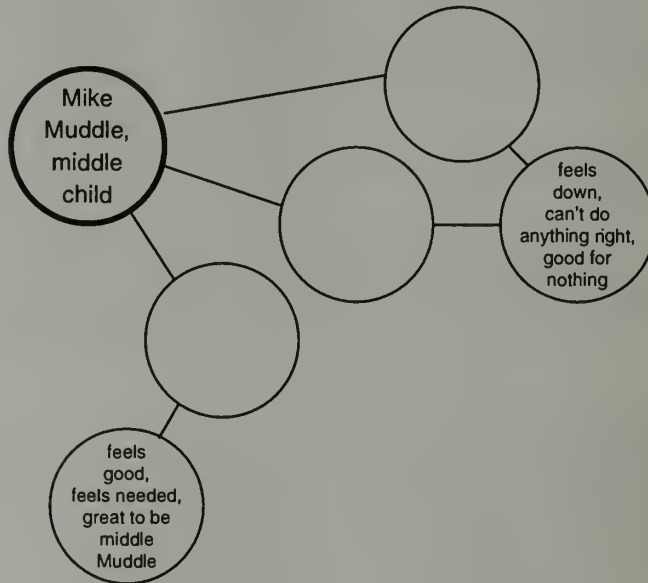 Mike
Muddle,
middle
child
feels
down,
can't do
anything right,
good for
nothing
feels
good,
feels needed,
great to be
middle
Muddle